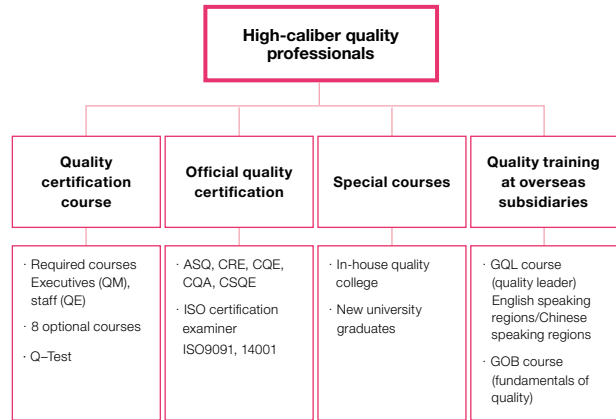 High-caliber quality
professionals
Quality
certification
course
Official quality
certification
Special courses
Quality training
at overseas
subsidiaries
· Required courses
Executives (QM),
staff (QE)
· 8 optional courses
· Q–Test
· ASQ, CRE, CQE,
CQA, CSQE
· ISO certification
examiner
ISO9091, 14001
· In-house quality
college
· New university
graduates
· GQL course
(quality leader)
English speaking
regions/Chinese
speaking regions
· GOB course
(fundamentals of
quality)